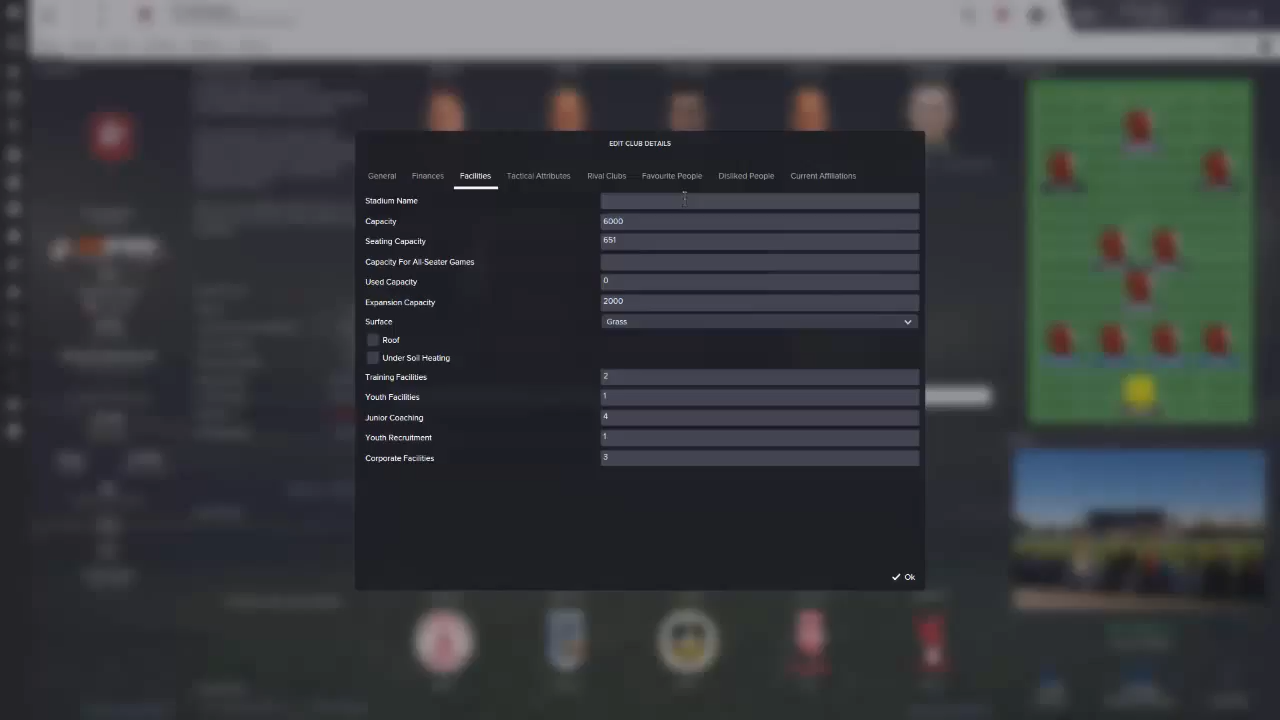 EDIT CLUB DETAILS
General Finances Facilities Tactical Attributes Rival Clubs Favourite People Disliked People Current Affiliations
Stadium Name
Capacity 6000
Seating Capacity 651
Capacity For All-Seater Games
Used Capacity 0
Expansion Capacity 2000
Surface Grass
Roof
Under Soil Heating
Training Facilities 2
Youth Facilities 1
Junior Coaching 4
Youth Recruitment 1
Corporate Facilities 3
Ok